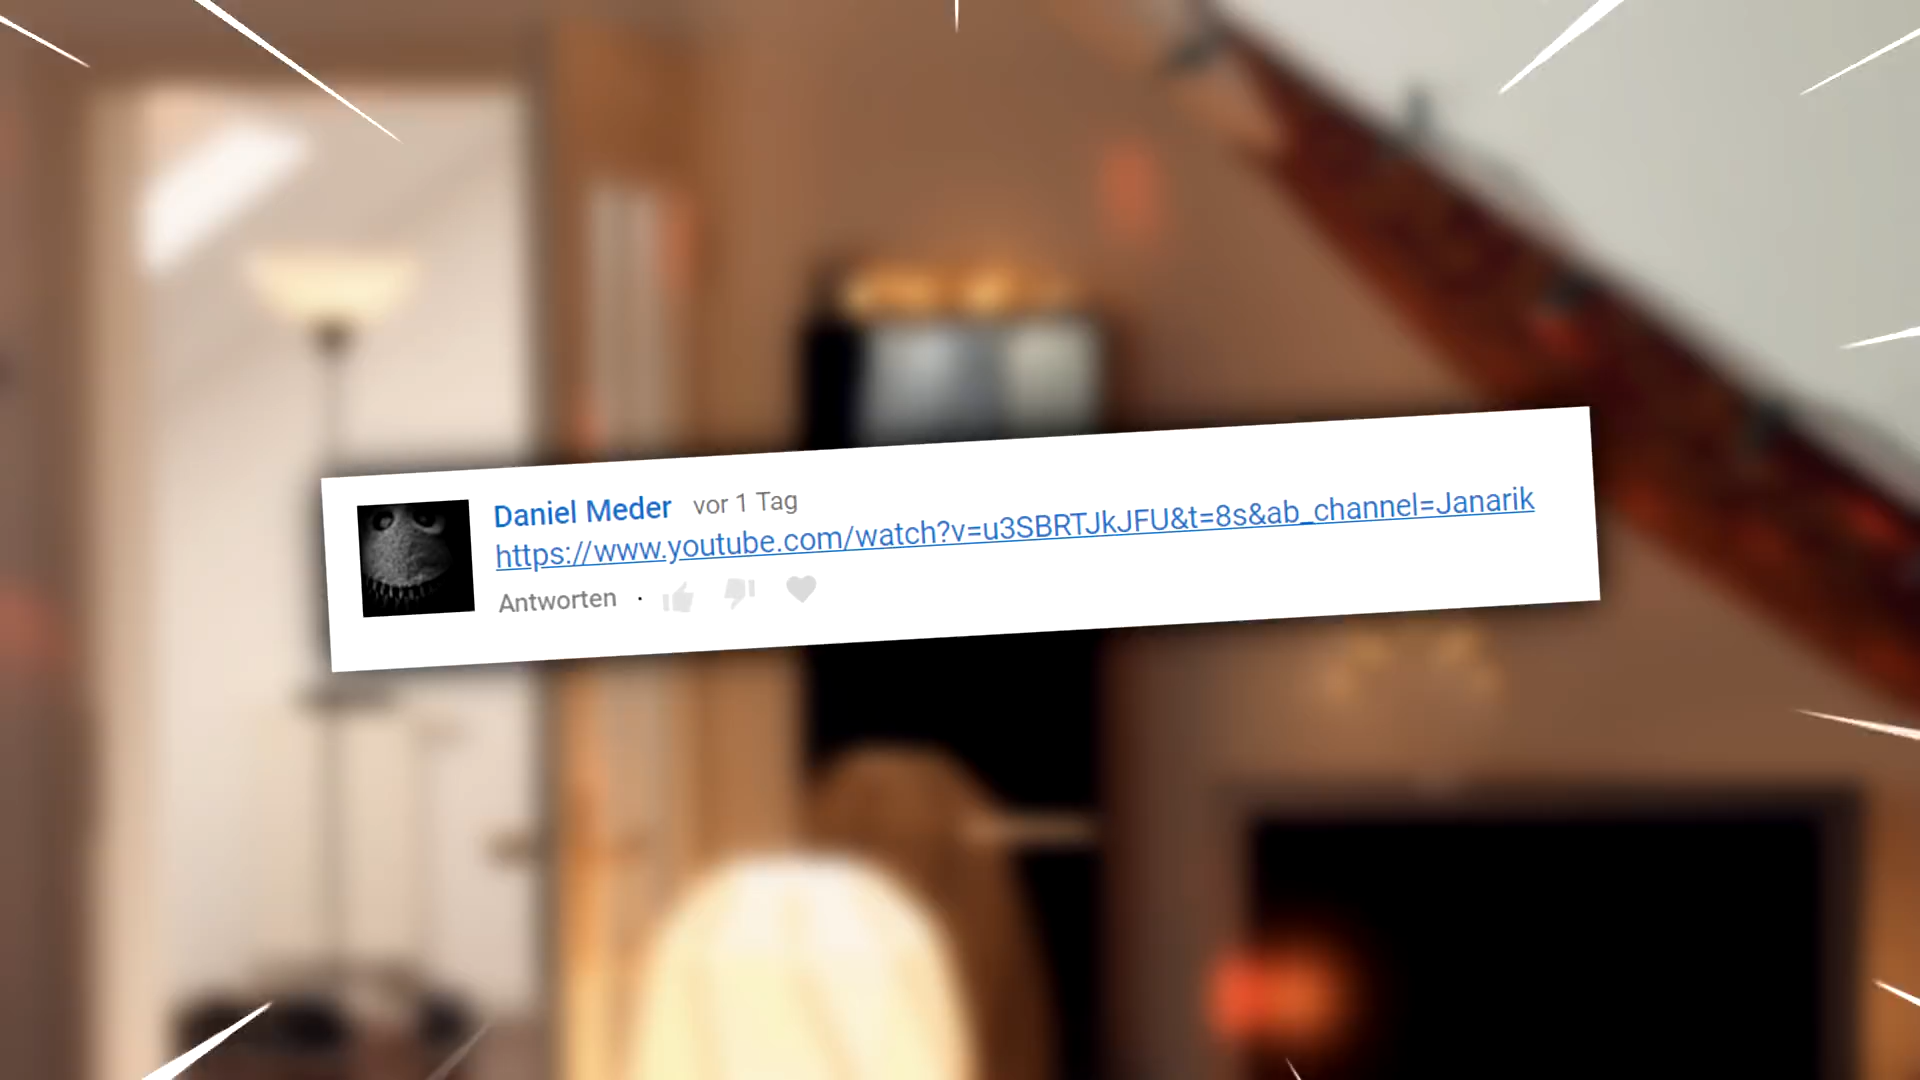 Daniel Meder vor 1 Tag
https://www.youtube.com/watch?v=u3SBRTJkJFU&t=8s&ab_channel=Janarik
Antworten ·